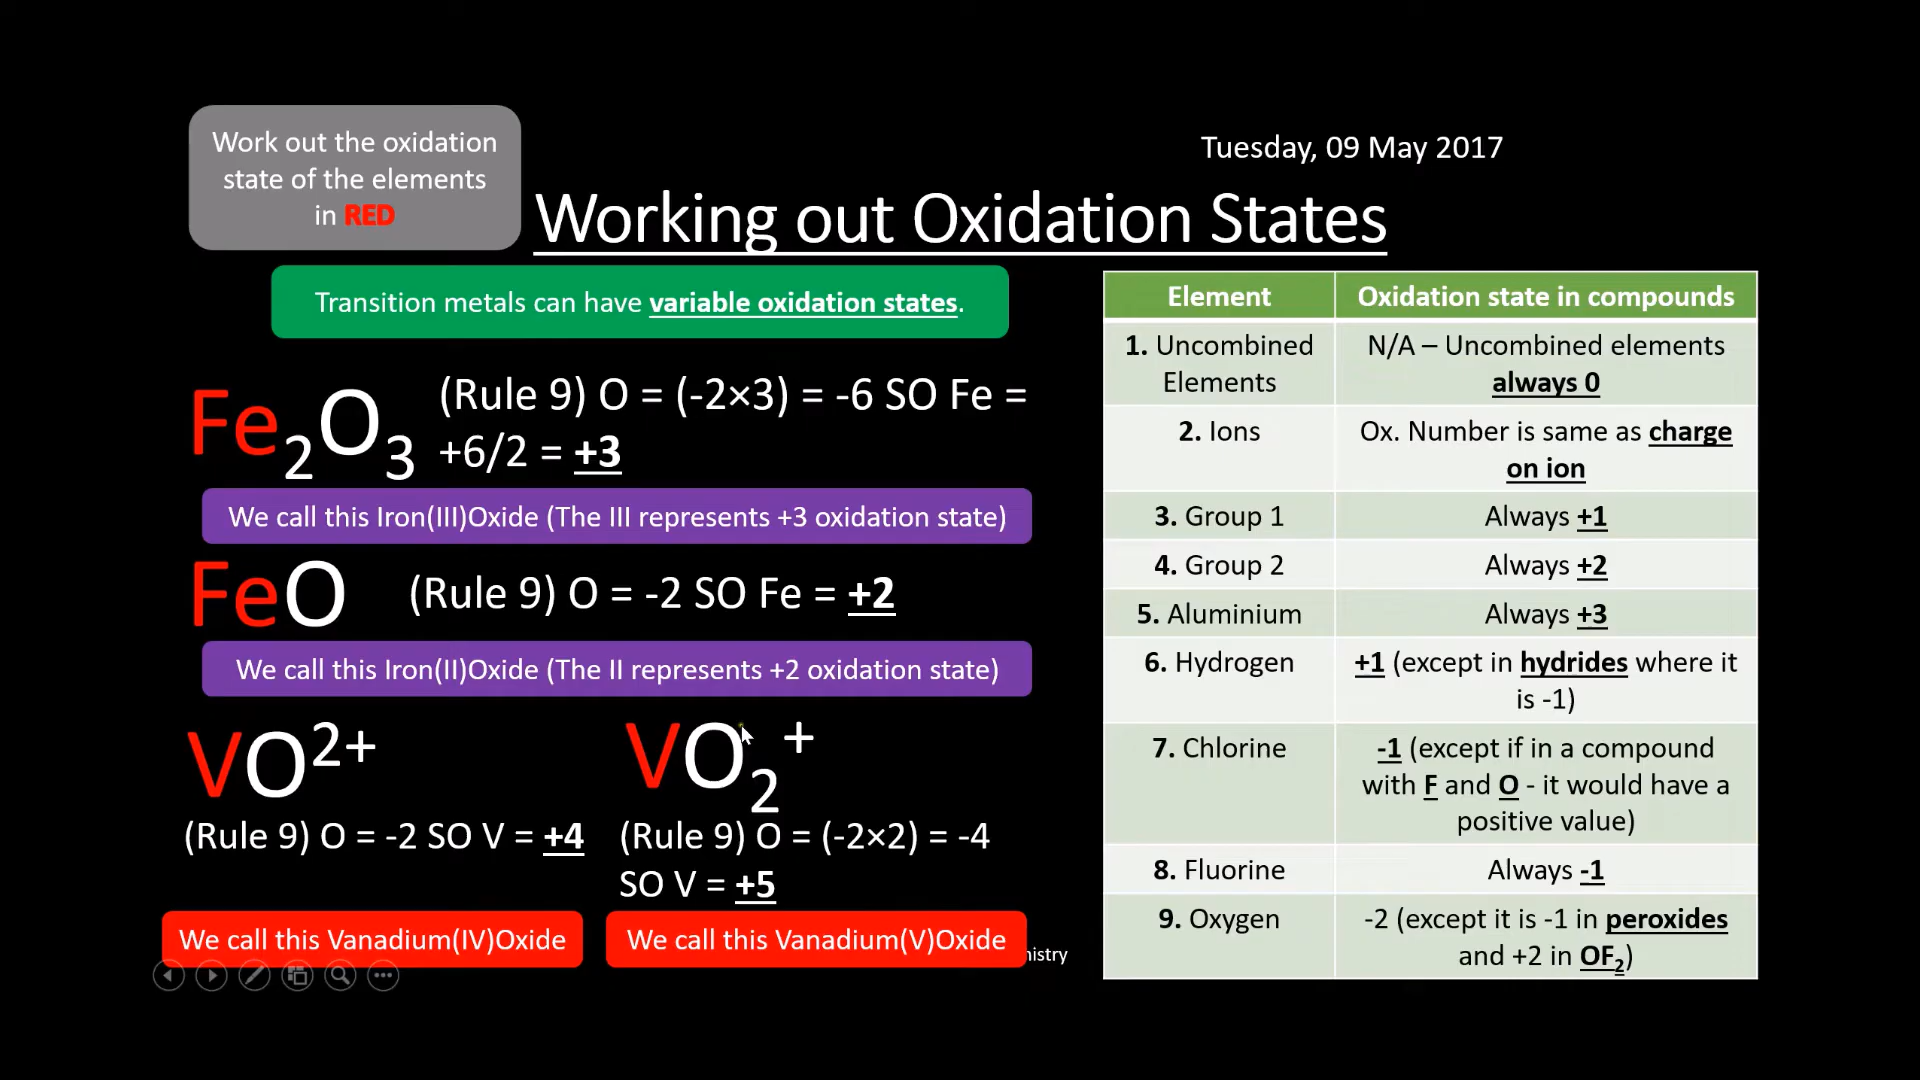 Work out the oxidation
state of the elements
in RED
Tuesday, 09 May 2017
Working out Oxidation States
Transition metals can have variable oxidation states.
Fe₂O₃
(Rule 9) O = (-2×3) = -6 SO Fe =
+6/2 = +3
We call this Iron(III)Oxide (The III represents +3 oxidation state)
FeO
(Rule 9) O = -2 SO Fe = +2
We call this Iron(II)Oxide (The II represents +2 oxidation state)
VO²⁺
(Rule 9) O = -2 SO V = +4
We call this Vanadium(IV)Oxide
VO₂⁺
(Rule 9) O = (-2×2) = -4
SO V = +5
We call this Vanadium(V)Oxide
Element
Oxidation state in compounds
1. Uncombined
Elements
N/A – Uncombined elements
always 0
2. Ions
Ox. Number is same as charge
on ion
3. Group 1
Always +1
4. Group 2
Always +2
5. Aluminium
Always +3
6. Hydrogen
+1 (except in hydrides where it
is -1)
7. Chlorine
-1 (except if in a compound
with F and O - it would have a
positive value)
8. Fluorine
Always -1
9. Oxygen
-2 (except it is -1 in peroxides
and +2 in OF₂)